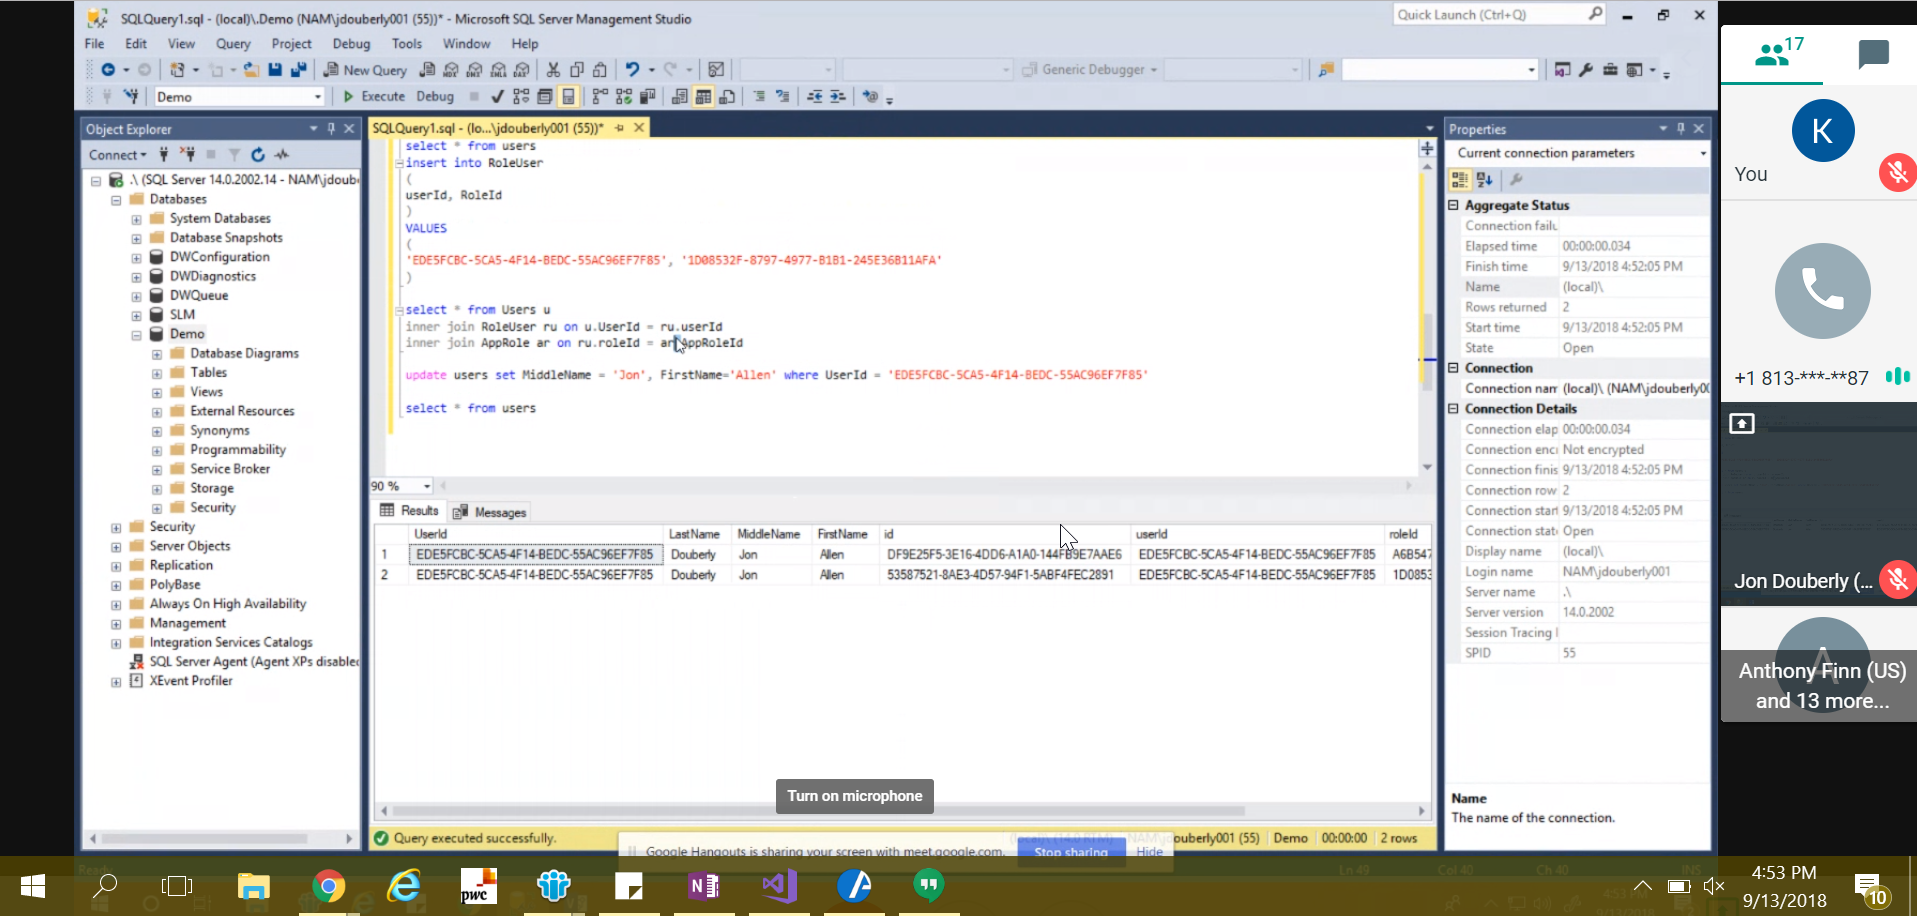 SQLQuery1.sql - (local)\.Demo (NAM\jdouberly001 (55))* - Microsoft SQL Server Management Studio
Quick Launch (Ctrl+Q)
File Edit View Query Project Debug Tools Window Help
New Query
Generic Debugger
Demo
Execute Debug
Object Explorer
Connect
.\ (SQL Server 14.0.2002.14 - NAM\jdoub
Databases
System Databases
Database Snapshots
DWConfiguration
DWDiagnostics
DWQueue
SLM
Demo
Database Diagrams
Tables
Views
External Resources
Synonyms
Programmability
Service Broker
Storage
Security
Security
Server Objects
Replication
PolyBase
Always On High Availability
Management
Integration Services Catalogs
SQL Server Agent (Agent XPs disabled
XEvent Profiler
SQLQuery1.sql - (lo...\jdouberly001 (55))*
select * from users
insert into RoleUser
(
userId, RoleId
)
VALUES
(
'EDE5FCBC-5CA5-4F14-BEDC-55AC96EF7F85', '1D08532F-8797-4977-B1B1-245E36B11AFA'
)
select * from Users u
inner join RoleUser ru on u.UserId = ru.userId
inner join AppRole ar on ru.roleId = ar.AppRoleId
update users set MiddleName = 'Jon', FirstName='Allen' where UserId = 'EDE5FCBC-5CA5-4F14-BEDC-55AC96EF7F85'
select * from users
90 %
Results Messages
UserId LastName MiddleName FirstName id userId roleId
1 EDE5FCBC-5CA5-4F14-BEDC-55AC96EF7F85 Douberly Jon Allen DF9E25F5-3E16-4DD6-A1A0-144FB9E7AAE6 EDE5FCBC-5CA5-4F14-BEDC-55AC96EF7F85 A6B547
2 EDE5FCBC-5CA5-4F14-BEDC-55AC96EF7F85 Douberly Jon Allen 53587521-8AE3-4D57-94F1-5ABF4FEC2891 EDE5FCBC-5CA5-4F14-BEDC-55AC96EF7F85 1D0853
Turn on microphone
Query executed successfully.
ouberly001 (55) Demo 00:00:00 2 rows
Google Hangouts is sharing your screen with meet.google.com.
Stop sharing
Hide
Properties
Current connection parameters
Aggregate Status
Connection failu
Elapsed time 00:00:00.034
Finish time 9/13/2018 4:52:05 PM
Name (local)\
Rows returned 2
Start time 9/13/2018 4:52:05 PM
State Open
Connection
Connection nam (local)\ (NAM\jdouberly0
Connection Details
Connection elap 00:00:00.034
Connection encr Not encrypted
Connection finis 9/13/2018 4:52:05 PM
Connection row 2
Connection start 9/13/2018 4:52:05 PM
Connection state Open
Display name (local)\
Login name NAM\jdouberly001
Server name .\
Server version 14.0.2002
Session Tracing I
SPID 55
Name
The name of the connection.
17
K
You
+1 813-***-**87
Jon Douberly (...
Anthony Finn (US)
and 13 more...
Ln 49 Col 40 Ch 40 INS
pwc
N
4:53 PM
9/13/2018
10